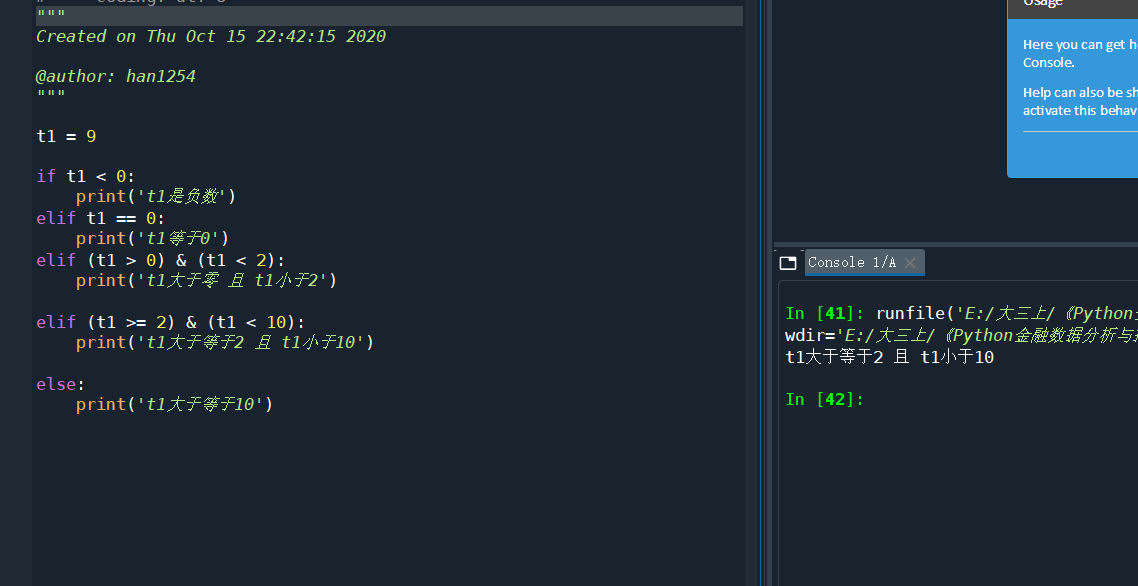 """
Created on Thu Oct 15 22:42:15 2020
@author: han1254
"""
t1 = 9
if t1 < 0:
print('t1是负数')
elif t1 == 0:
print('t1等于0')
elif (t1 > 0) & (t1 < 2):
print('t1大于零 且 t1小于2')
elif (t1 >= 2) & (t1 < 10):
print('t1大于等于2 且 t1小于10')
else:
print('t1大于等于10')
Usage
Here you can get h
Console.
Help can also be sh
activate this behav
Console 1/A
In [41]: runfile('E:/大三上/《Python
wdir='E:/大三上/《Python金融数据分析与
t1大于等于2 且 t1小于10
In [42]: